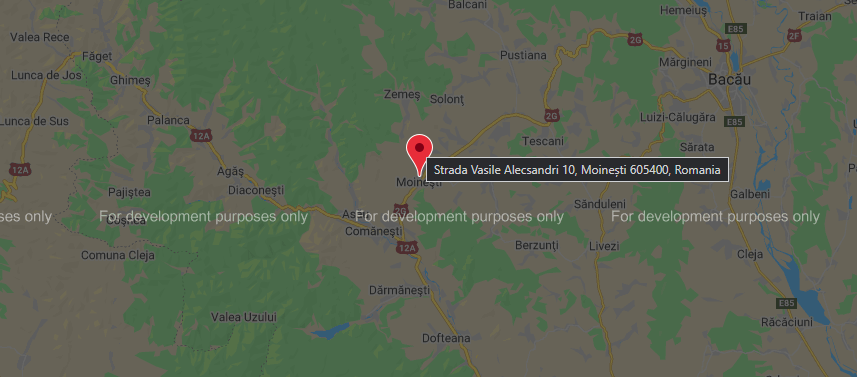 Balcani
Hemeiuș
Traian
E85
Valea Rece
2G
15
2F
Făget
Pustiana
Mărgineni
Lunca de Jos
Ghimeș
Bacău
Zemeș
Solonț
Lunca de Sus
Palanca
2G
Luizi-Călugăra
E85
12A
Tescani
Sărata
12A
Agăș
Strada Vasile Alecsandri 10, Moinești 605400, Romania
Moinești
Pajiștea
Diaconești
Galbeni
2G
Sănduleni
oses only
For development purposes only
For development purposes only
For development purposes only
Coșnea
Comănești
12A
Berzunți
Livezi
Comuna Cleja
Cleja
Dărmănești
E85
Valea Uzului
Răcăciuni
Dofteana